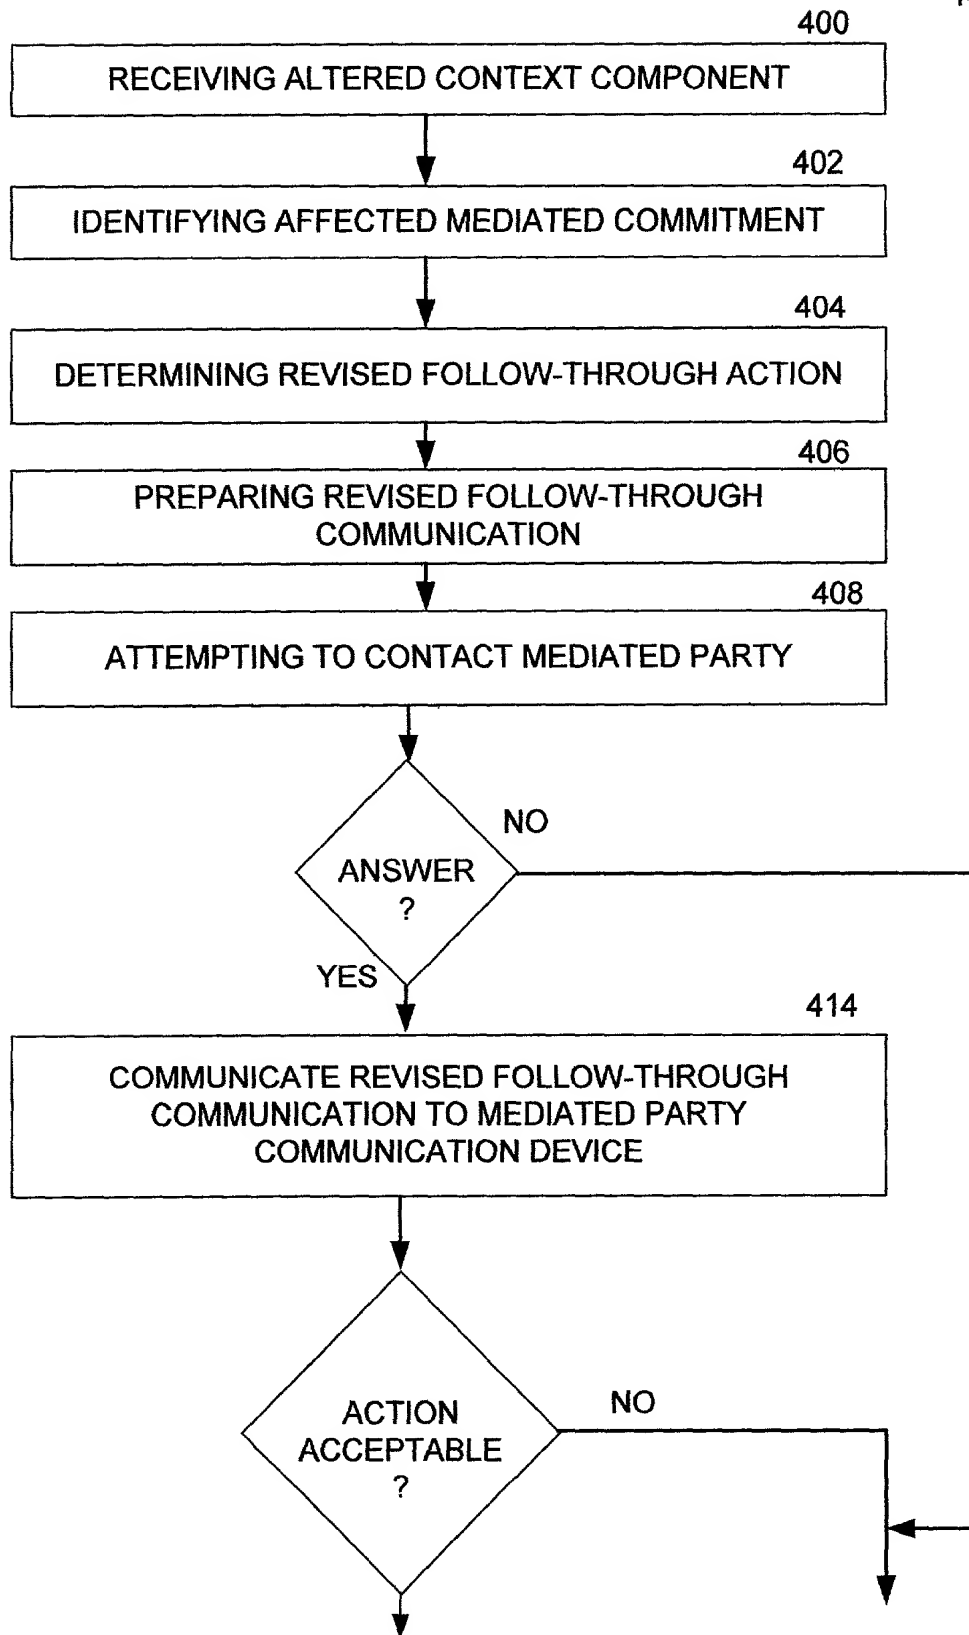 400
RECEIVING ALTERED CONTEXT COMPONENT
402
IDENTIFYING AFFECTED MEDIATED COMMITMENT
404
DETERMINING REVISED FOLLOW-THROUGH ACTION
406
PREPARING REVISED FOLLOW-THROUGH
COMMUNICATION
408
ATTEMPTING TO CONTACT MEDIATED PARTY
NO
ANSWER
?
YES
414
COMMUNICATE REVISED FOLLOW-THROUGH
COMMUNICATION TO MEDIATED PARTY
COMMUNICATION DEVICE
NO
ACTION
ACCEPTABLE
?